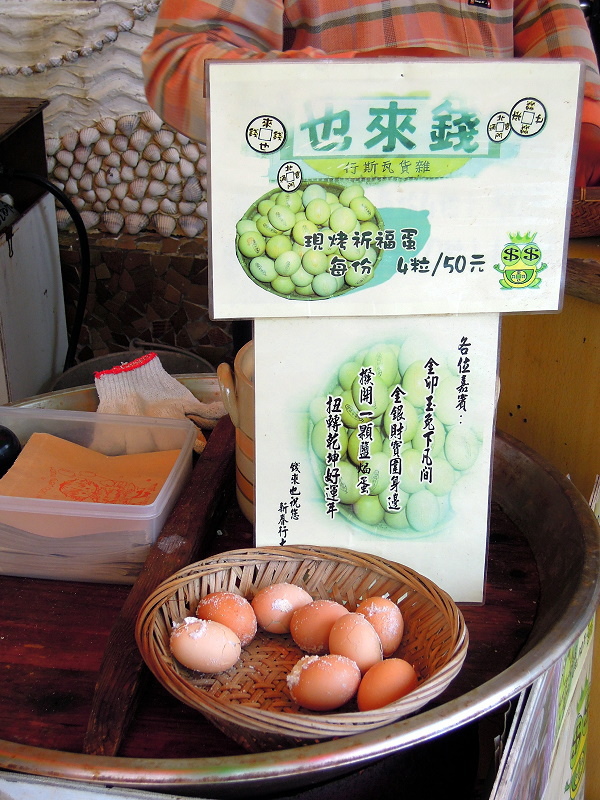 錢來也
雜貨瓦斯行
現烤祈福蛋
每份 4粒/50元
各位嘉賓:
金卯玉兔下凡間
金銀財寶圍身邊
撥開一顆鹽焗蛋
扭轉乾坤好運年
錢來也祝您
新春行大